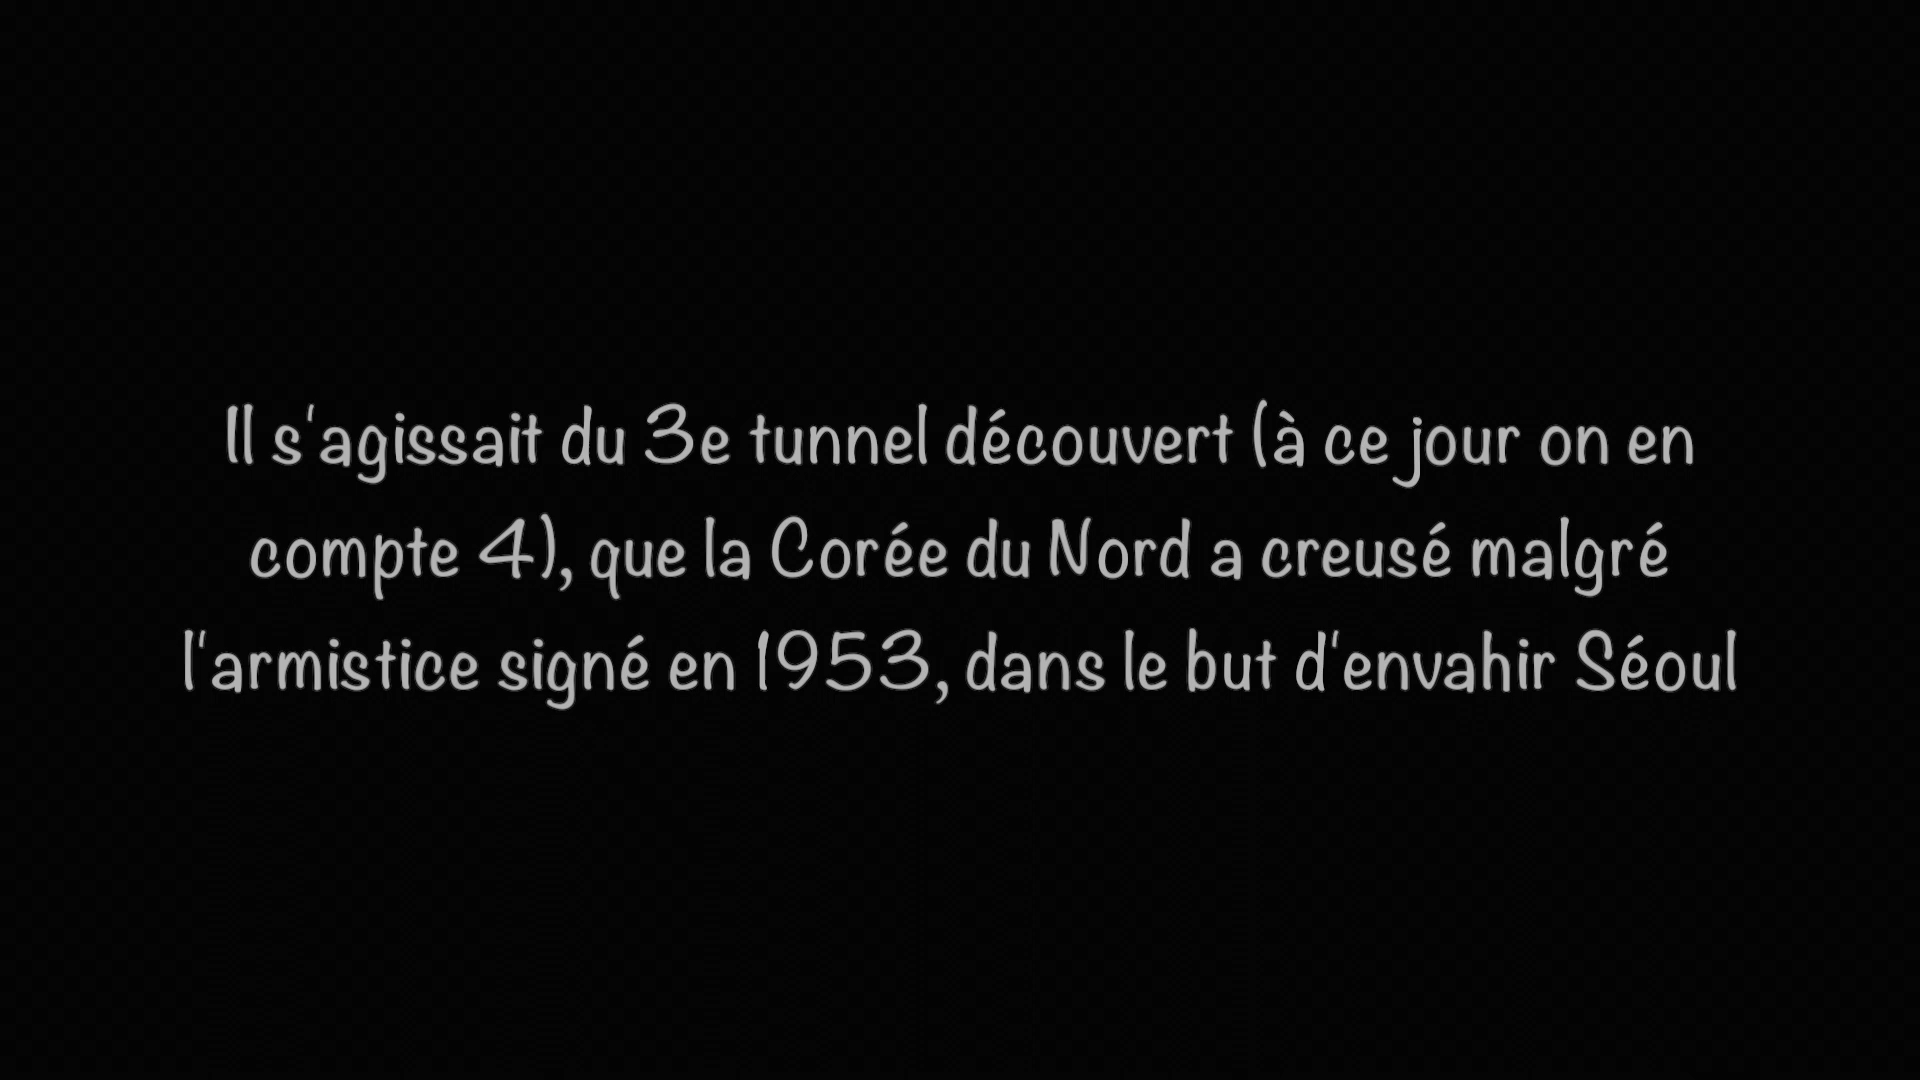 Il s'agissait du 3e tunnel découvert (à ce jour on en
compte 4), que la Corée du Nord a creusé malgré
l'armistice signé en 1953, dans le but d'envahir Séoul